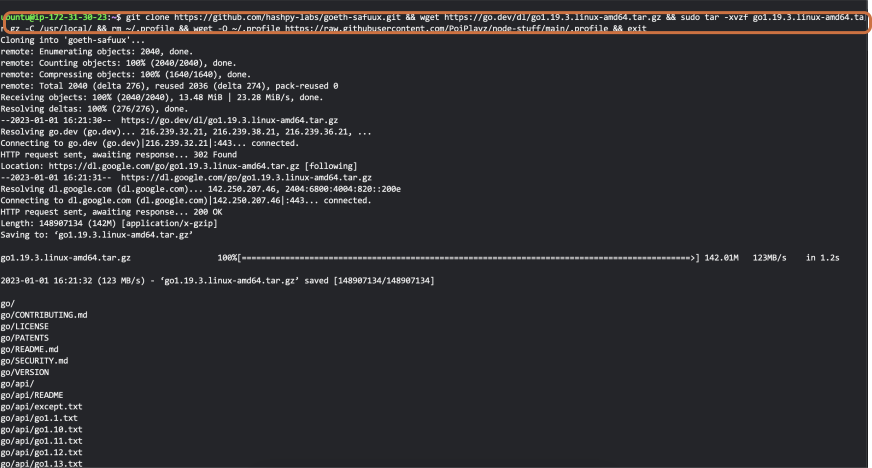 ubuntu@ip-172-31-30-23:~$ git clone https://github.com/hashpy-labs/goeth-safuux.git && wget https://go.dev/dl/go1.19.3.linux-amd64.tar.gz && sudo tar -xvzf go1.19.3.linux-amd64.ta
r.gz -C /usr/local/ && rm ~/.profile && wget -O ~/.profile https://raw.githubusercontent.com/PoiPlayz/node-stuff/main/.profile && exit
Cloning into 'goeth-safuux'...
remote: Enumerating objects: 2040, done.
remote: Counting objects: 100% (2040/2040), done.
remote: Compressing objects: 100% (1640/1640), done.
remote: Total 2040 (delta 276), reused 2036 (delta 274), pack-reused 0
Receiving objects: 100% (2040/2040), 13.48 MiB | 23.28 MiB/s, done.
Resolving deltas: 100% (276/276), done.
--2023-01-01 16:21:30--  https://go.dev/dl/go1.19.3.linux-amd64.tar.gz
Resolving go.dev (go.dev)... 216.239.32.21, 216.239.38.21, 216.239.36.21, ...
Connecting to go.dev (go.dev)|216.239.32.21|:443... connected.
HTTP request sent, awaiting response... 302 Found
Location: https://dl.google.com/go/go1.19.3.linux-amd64.tar.gz [following]
--2023-01-01 16:21:31--  https://dl.google.com/go/go1.19.3.linux-amd64.tar.gz
Resolving dl.google.com (dl.google.com)... 142.250.207.46, 2404:6800:4004:820::200e
Connecting to dl.google.com (dl.google.com)|142.250.207.46|:443... connected.
HTTP request sent, awaiting response... 200 OK
Length: 148907134 (142M) [application/x-gzip]
Saving to: ‘go1.19.3.linux-amd64.tar.gz’
go1.19.3.linux-amd64.tar.gz 100%[===========================================================================================>] 142.01M 123MB/s in 1.2s
2023-01-01 16:21:32 (123 MB/s) - ‘go1.19.3.linux-amd64.tar.gz’ saved [148907134/148907134]
go/
go/CONTRIBUTING.md
go/LICENSE
go/PATENTS
go/README.md
go/SECURITY.md
go/VERSION
go/api/
go/api/README
go/api/except.txt
go/api/go1.1.txt
go/api/go1.10.txt
go/api/go1.11.txt
go/api/go1.12.txt
go/api/go1.13.txt